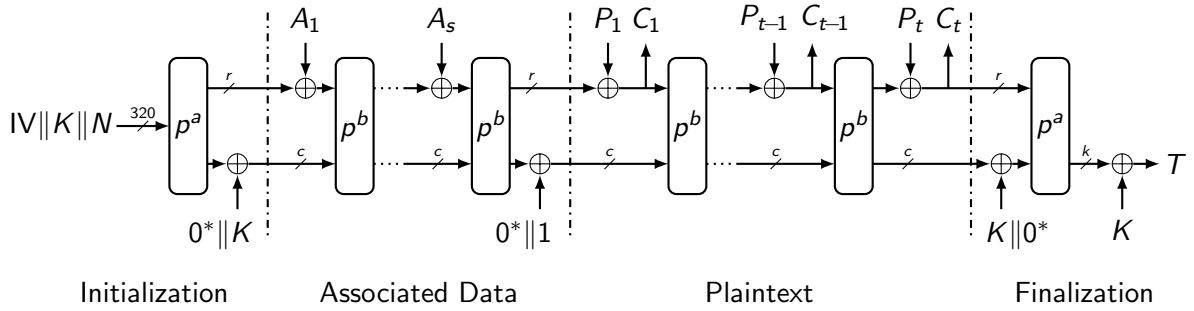 A₁ Aₛ P₁ C₁ Pₜ₋₁ Cₜ₋₁ Pₜ Cₜ
r r r
IV‖K‖N 320 pᵃ pᵇ pᵇ pᵇ pᵇ pᵃ
c c c c c c k T
0*‖K 0*‖1 K‖0* K
Initialization Associated Data Plaintext Finalization